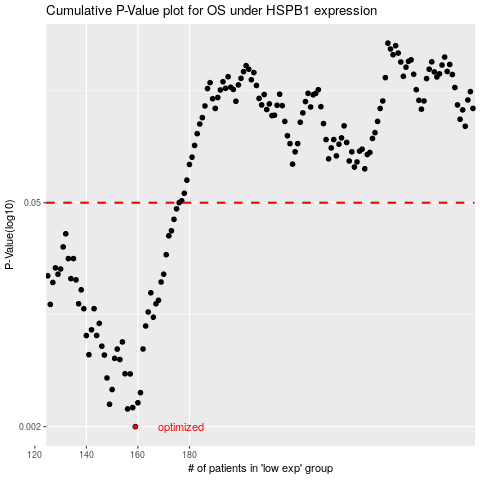 Cumulative P-Value plot for OS under HSPB1 expression
P-Value(log10)
0.05
0.002
optimized
120 140 160 180
# of patients in 'low exp' group